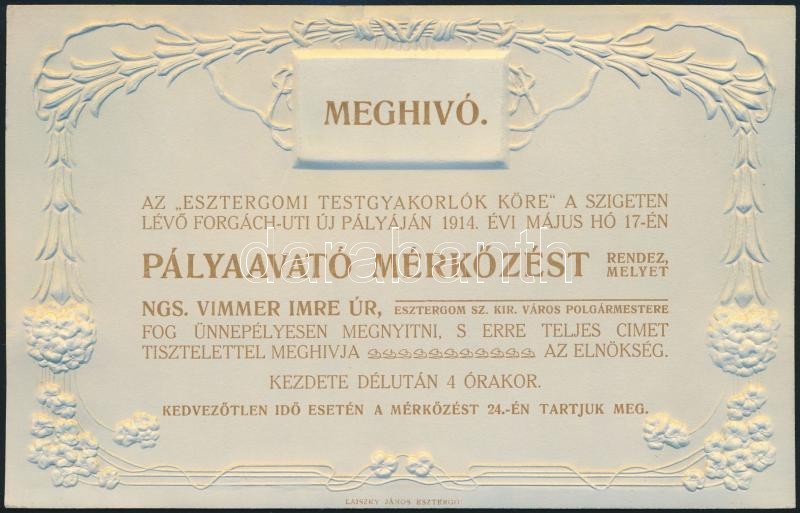 MEGHIVÓ.
AZ „ESZTERGOMI TESTGYAKORLÓK KÖRE“ A SZIGETEN
LÉVŐ FORGÁCH-UTI ÚJ PÁLYÁJÁN 1914. ÉVI MÁJUS HÓ 17-ÉN
PÁLYAAVATÓ MÉRKŐZÉST RENDEZ,
MELYET
NGS. VIMMER IMRE ÚR, ESZTERGOM SZ. KIR. VÁROS POLGÁRMESTERE
FOG ÜNNEPÉLYESEN MEGNYITNI, S ERRE TELJES CIMET
TISZTELETTEL MEGHIVJA AZ ELNÖKSÉG.
KEZDETE DÉLUTÁN 4 ÓRAKOR.
KEDVEZŐTLEN IDŐ ESETÉN A MÉRKŐZÉST 24.-ÉN TARTJUK MEG.
LAISZKY JÁNOS ESZTERGO
darabanth